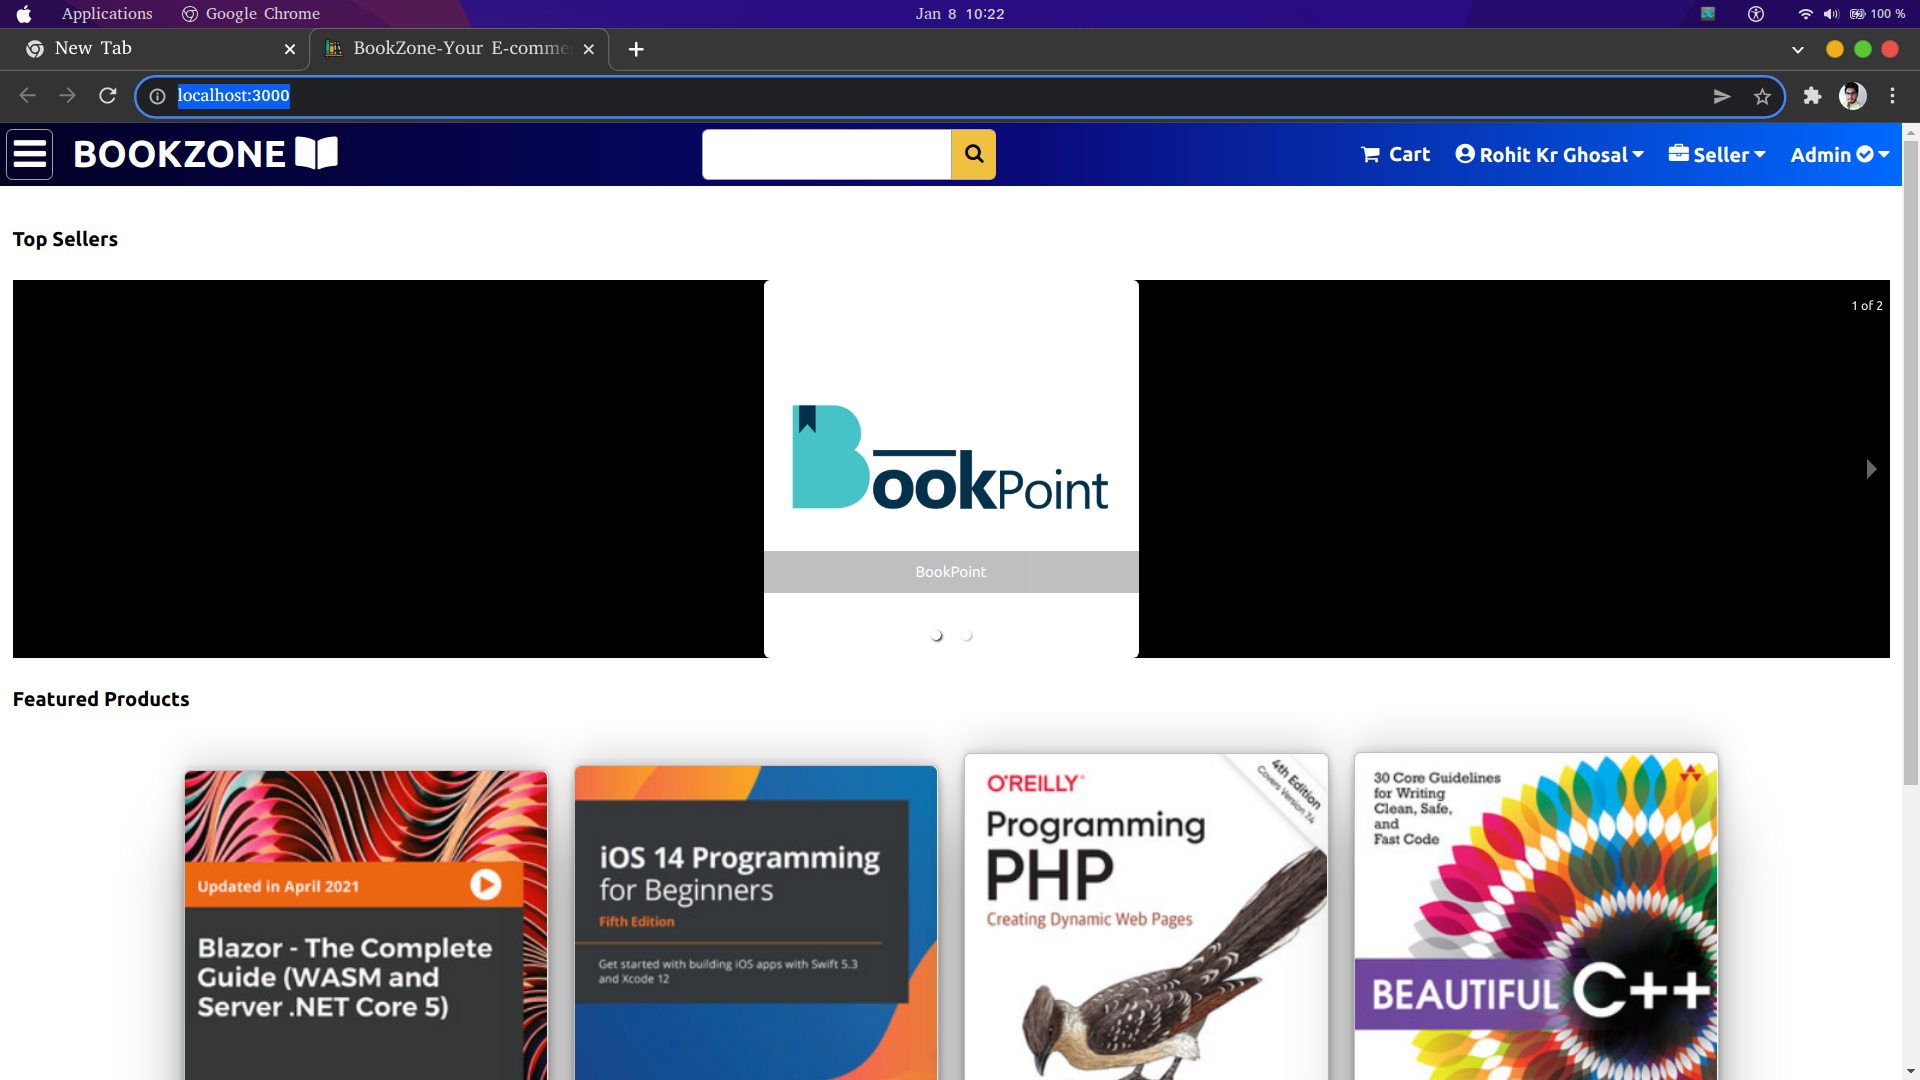 Applications Google Chrome Jan 8 10:22 100 %
New Tab BookZone-Your E-comme
localhost:3000
BOOKZONE Cart Rohit Kr Ghosal Seller Admin
Top Sellers
1 of 2
BookPoint
BookPoint
Featured Products
Updated in April 2021
Blazor - The Complete
Guide (WASM and
Server .NET Core 5)
iOS 14 Programming
for Beginners
Fifth Edition
Get started with building iOS apps with Swift 5.3
and Xcode 12
O'REILLY
4th Edition
Covers Version 7.4
Programming
PHP
Creating Dynamic Web Pages
30 Core Guidelines
for Writing
Clean, Safe,
and
Fast Code
BEAUTIFUL C++